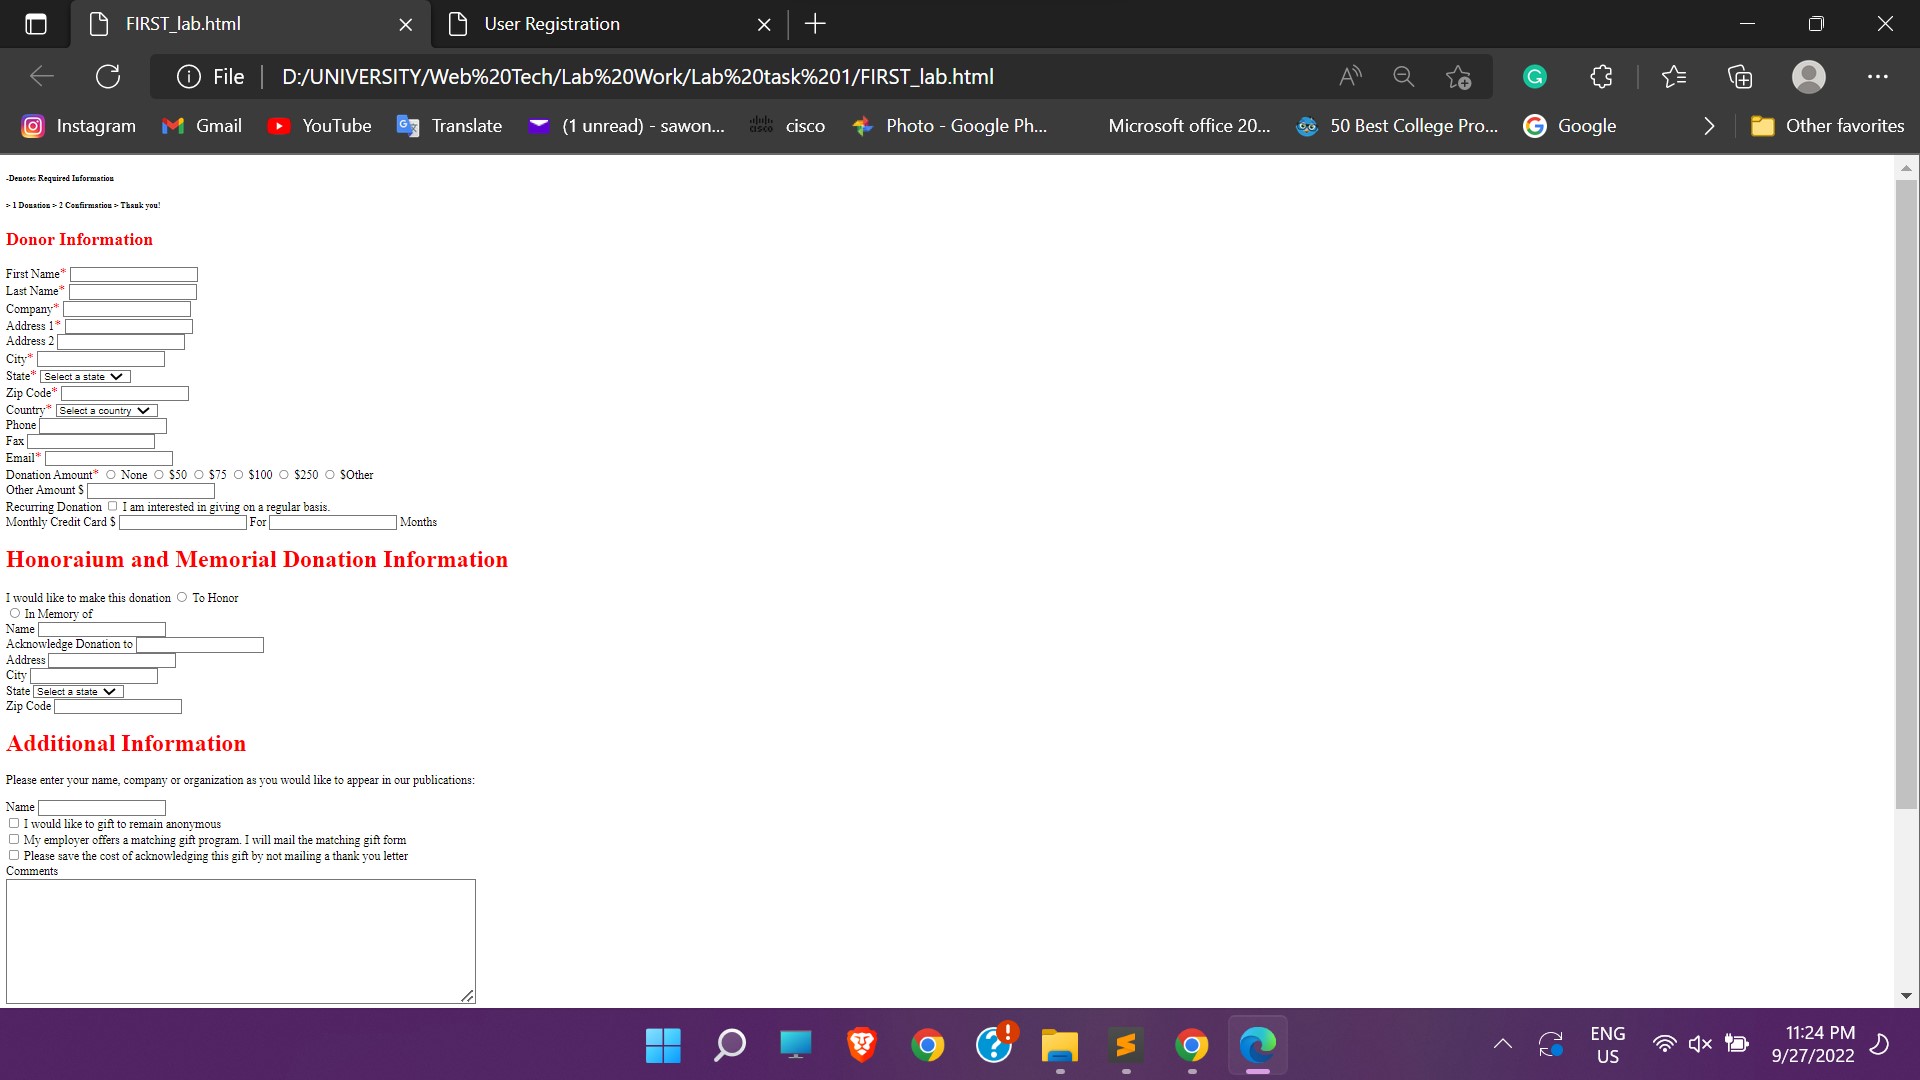 FIRST_lab.html
User Registration
File
D:/UNIVERSITY/Web%20Tech/Lab%20Work/Lab%20task%201/FIRST_lab.html
Instagram
Gmail
YouTube
Translate
(1 unread) - sawon...
cisco
Photo - Google Ph...
Microsoft office 20...
50 Best College Pro...
Google
Other favorites
-Denotes Required Information
> 1 Donation > 2 Confirmation > Thank you!
Donor Information
First Name*
Last Name*
Company*
Address 1*
Address 2
City*
State* Select a state
Zip Code*
Country* Select a country
Phone
Fax
Email*
Donation Amount* None $50 $75 $100 $250 $Other
Other Amount $
Recurring Donation I am interested in giving on a regular basis.
Monthly Credit Card $ For Months
Honoraium and Memorial Donation Information
I would like to make this donation To Honor
In Memory of
Name
Acknowledge Donation to
Address
City
State Select a state
Zip Code
Additional Information
Please enter your name, company or organization as you would like to appear in our publications:
Name
I would like to gift to remain anonymous
My employer offers a matching gift program. I will mail the matching gift form
Please save the cost of acknowledging this gift by not mailing a thank you letter
Comments
ENG
US
11:24 PM
9/27/2022